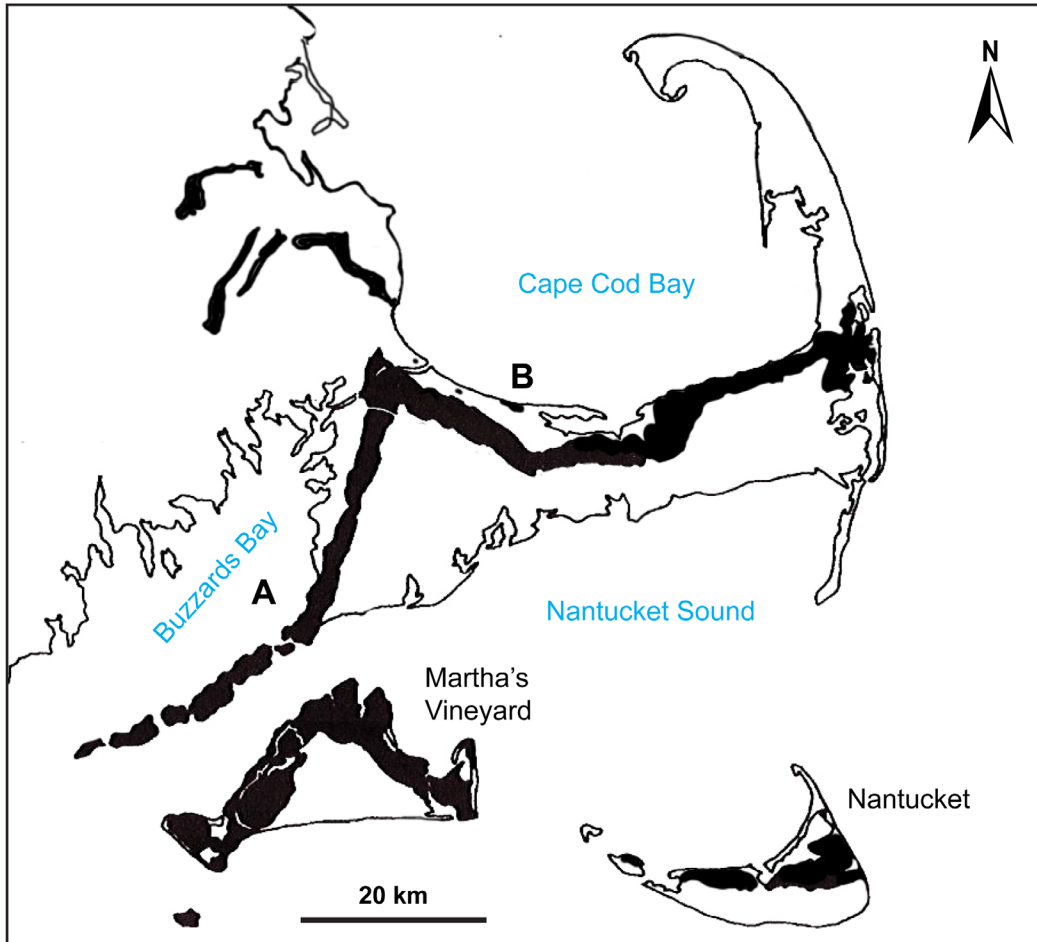 N
Cape Cod Bay
B
Buzzards Bay
A
Nantucket Sound
Martha's
Vineyard
Nantucket
20 km